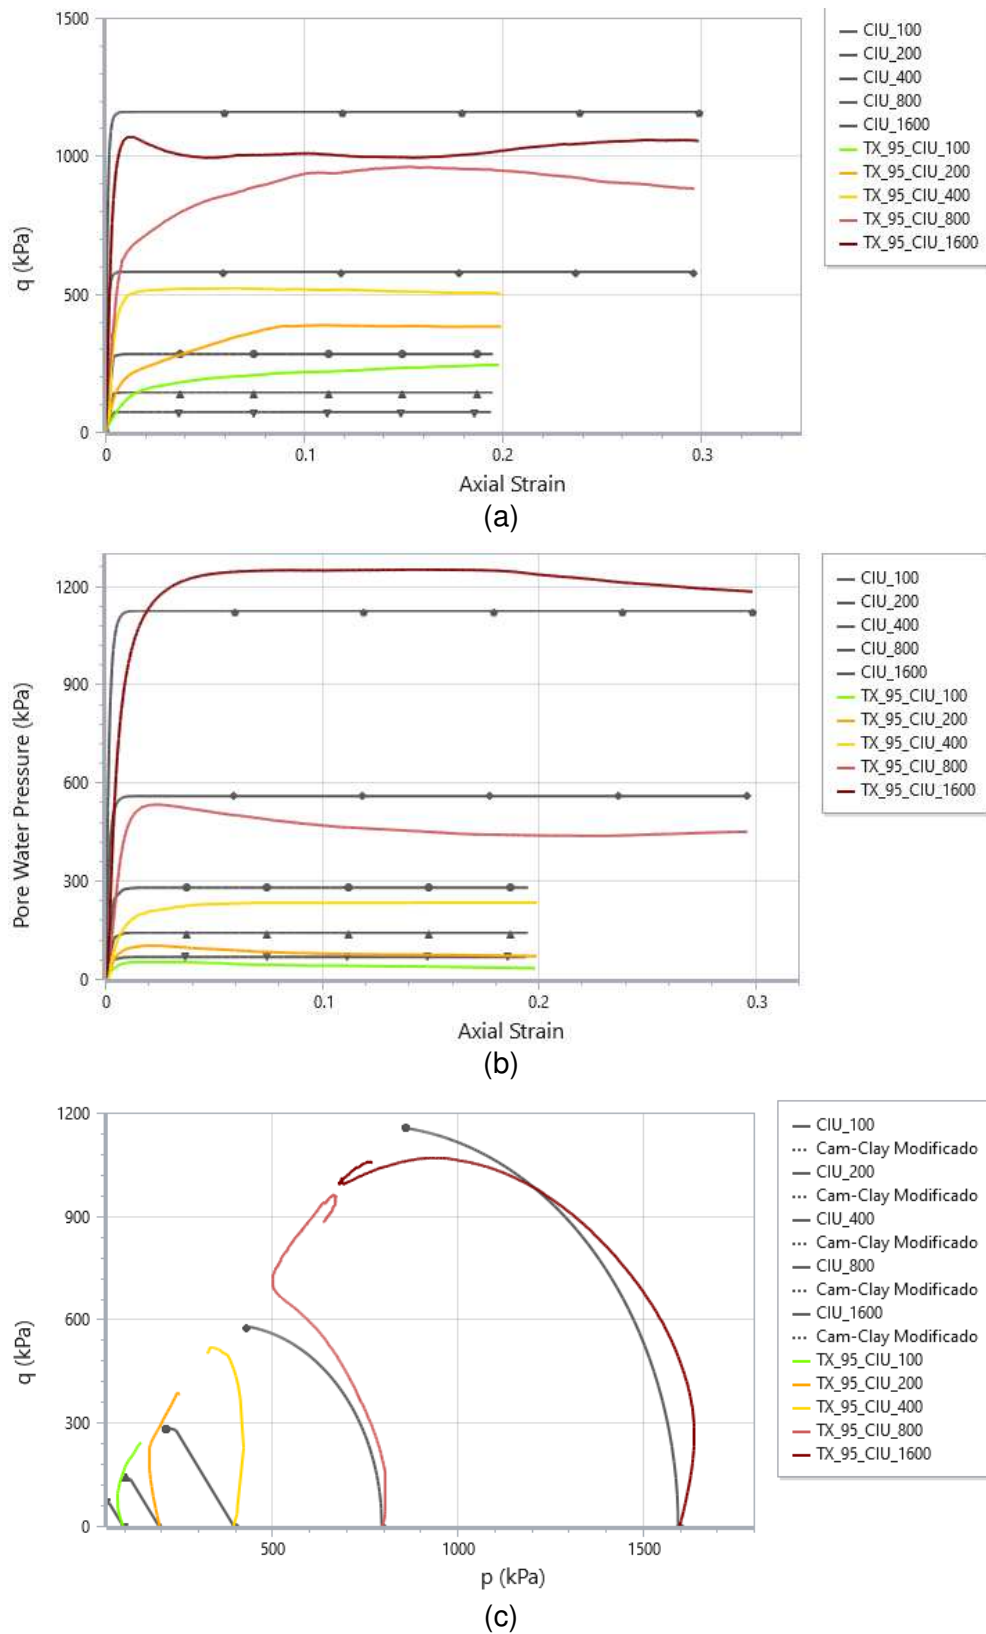 1500
1000
500
0
q (kPa)
0
0.1
0.2
0.3
Axial Strain
CIU_100
CIU_200
CIU_400
CIU_800
CIU_1600
TX_95_CIU_100
TX_95_CIU_200
TX_95_CIU_400
TX_95_CIU_800
TX_95_CIU_1600
(a)
1200
900
600
300
0
Pore Water Pressure (kPa)
0
0.1
0.2
0.3
Axial Strain
CIU_100
CIU_200
CIU_400
CIU_800
CIU_1600
TX_95_CIU_100
TX_95_CIU_200
TX_95_CIU_400
TX_95_CIU_800
TX_95_CIU_1600
(b)
1200
900
600
300
0
q (kPa)
500
1000
1500
p (kPa)
CIU_100
Cam-Clay Modificado
CIU_200
Cam-Clay Modificado
CIU_400
Cam-Clay Modificado
CIU_800
Cam-Clay Modificado
CIU_1600
Cam-Clay Modificado
TX_95_CIU_100
TX_95_CIU_200
TX_95_CIU_400
TX_95_CIU_800
TX_95_CIU_1600
(c)